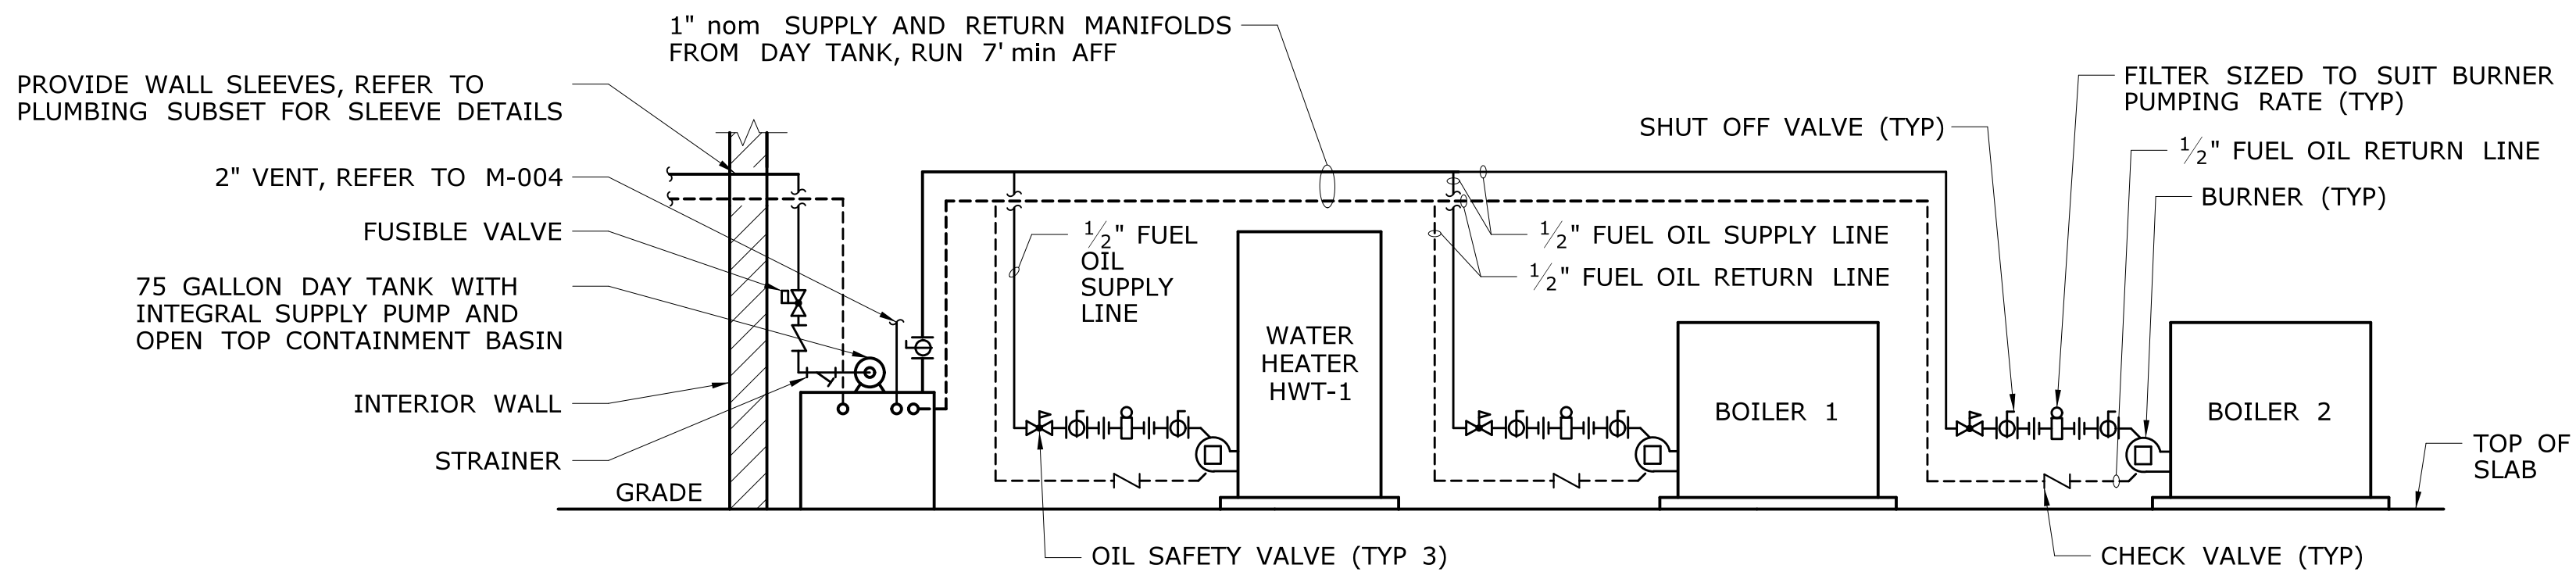 1" nom SUPPLY AND RETURN MANIFOLDS
FROM DAY TANK, RUN 7' min AFF
PROVIDE WALL SLEEVES, REFER TO
PLUMBING SUBSET FOR SLEEVE DETAILS
2" VENT, REFER TO M-004
FUSIBLE VALVE
75 GALLON DAY TANK WITH
INTEGRAL SUPPLY PUMP AND
OPEN TOP CONTAINMENT BASIN
INTERIOR WALL
STRAINER
GRADE
1/2" FUEL
OIL
SUPPLY
LINE
WATER
HEATER
HWT-1
OIL SAFETY VALVE (TYP 3)
1/2" FUEL OIL SUPPLY LINE
1/2" FUEL OIL RETURN LINE
BOILER 1
SHUT OFF VALVE (TYP)
FILTER SIZED TO SUIT BURNER
PUMPING RATE (TYP)
1/2" FUEL OIL RETURN LINE
BURNER (TYP)
BOILER 2
TOP OF
SLAB
CHECK VALVE (TYP)